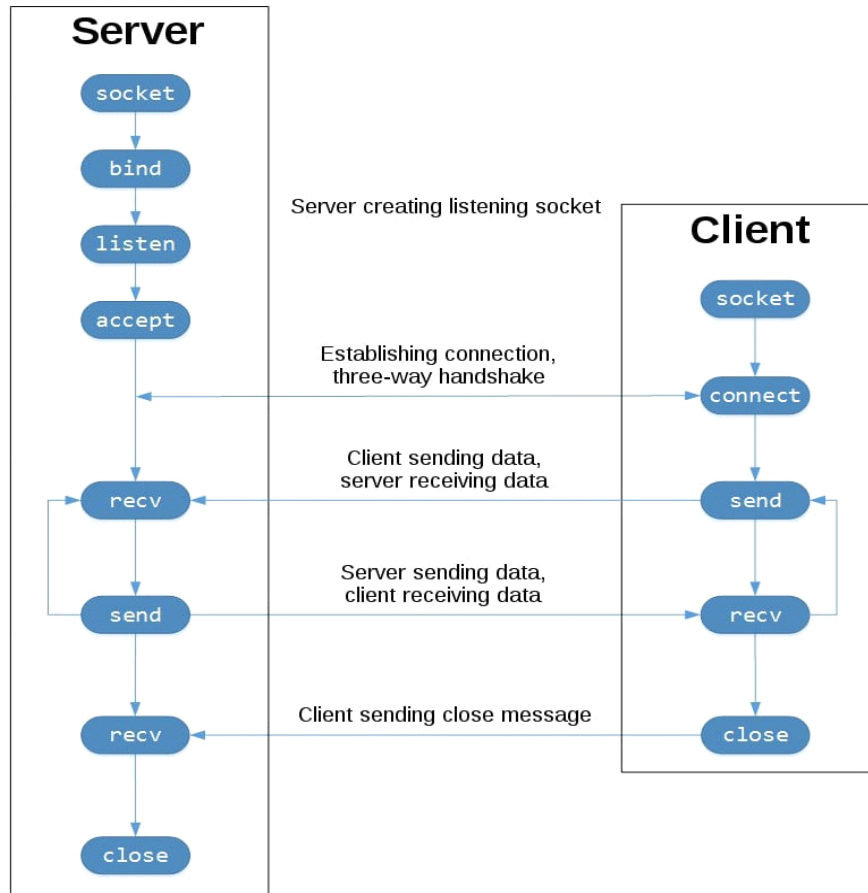 Server
socket
bind
listen
accept
Server creating listening socket
Client
socket
Establishing connection,
three-way handshake
connect
Client sending data,
server receiving data
recv
send
Server sending data,
client receiving data
send
recv
Client sending close message
recv
close
close